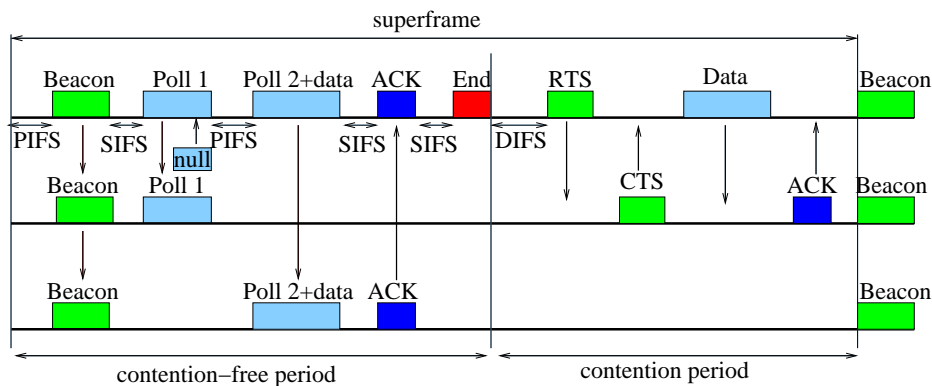 superframe
Beacon Poll 1 Poll 2+data ACK End RTS Data Beacon
PIFS SIFS PIFS SIFS SIFS DIFS
null
Beacon Poll 1 CTS ACK Beacon
Beacon Poll 2+data ACK Beacon
contention−free period contention period